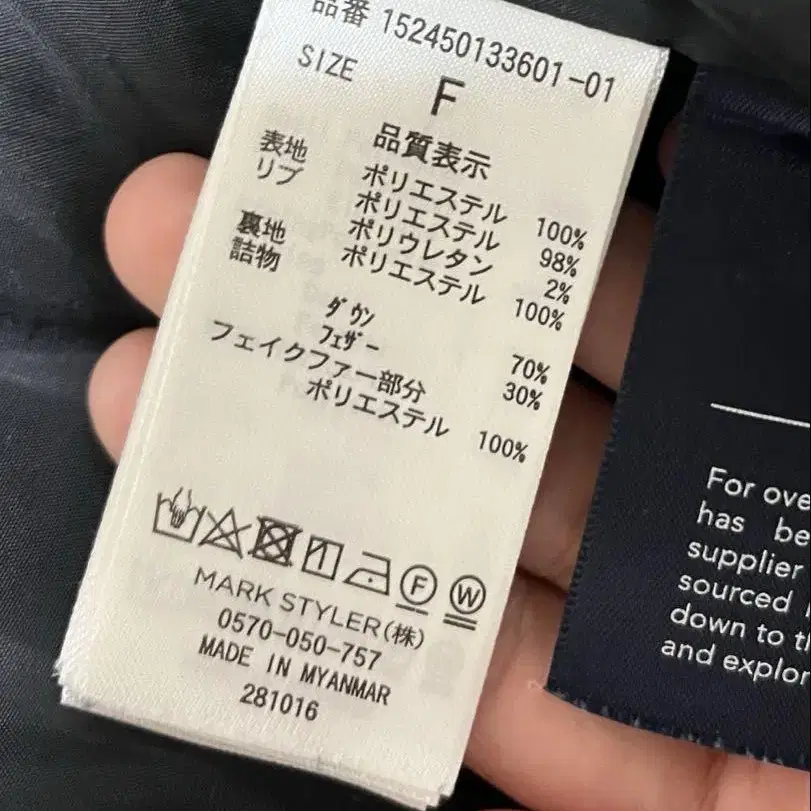 品番 152450133601-01
SIZE F
品質表示
表地 ポリエステル 100%
リブ ポリエステル 98%
ポリウレタン 2%
裏地 ポリエステル 100%
詰物
ダウン 70%
フェザー 30%
フェイクファー部分
ポリエステル 100%
F W
MARK STYLER(株)
0570-050-757
MADE IN MYANMAR
281016
For ove
has be
supplier
sourced
down to t
and explor